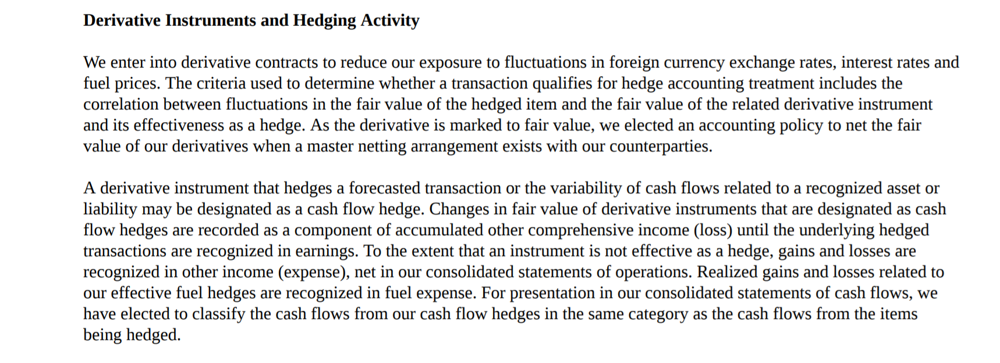 Derivative Instruments and Hedging Activity
We enter into derivative contracts to reduce our exposure to fluctuations in foreign currency exchange rates, interest rates and
fuel prices. The criteria used to determine whether a transaction qualifies for hedge accounting treatment includes the
correlation between fluctuations in the fair value of the hedged item and the fair value of the related derivative instrument
and its effectiveness as a hedge. As the derivative is marked to fair value, we elected an accounting policy to net the fair
value of our derivatives when a master netting arrangement exists with our counterparties.
A derivative instrument that hedges a forecasted transaction or the variability of cash flows related to a recognized asset or
liability may be designated as a cash flow hedge. Changes in fair value of derivative instruments that are designated as cash
flow hedges are recorded as a component of accumulated other comprehensive income (loss) until the underlying hedged
transactions are recognized in earnings. To the extent that an instrument is not effective as a hedge, gains and losses are
recognized in other income (expense), net in our consolidated statements of operations. Realized gains and losses related to
our effective fuel hedges are recognized in fuel expense. For presentation in our consolidated statements of cash flows, we
have elected to classify the cash flows from our cash flow hedges in the same category as the cash flows from the items
being hedged.